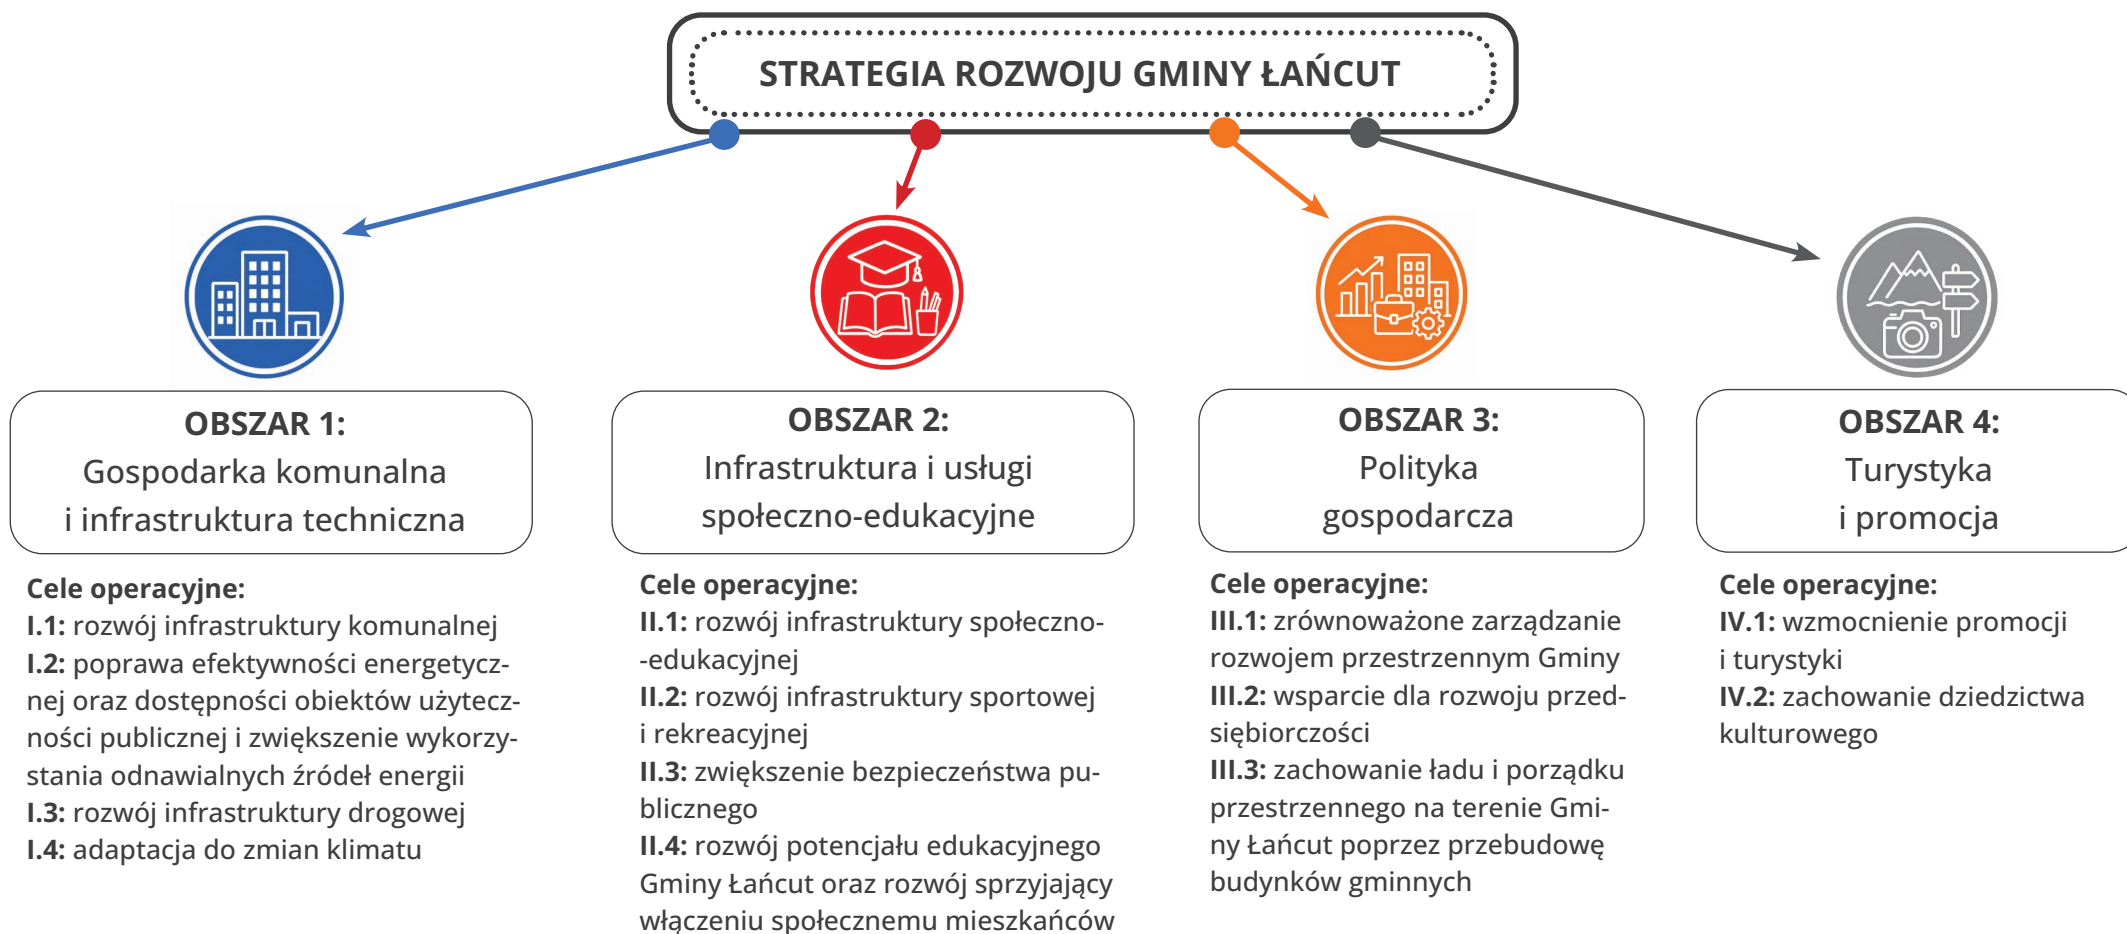 STRATEGIA ROZWOJU GMINY ŁAŃCUT
OBSZAR 1:
Gospodarka komunalna
i infrastruktura techniczna
Cele operacyjne:
I.1: rozwój infrastruktury komunalnej
I.2: poprawa efektywności energetycz-
nej oraz dostępności obiektów użytecz-
ności publicznej i zwiększenie wykorzy-
stania odnawialnych źródeł energii
I.3: rozwój infrastruktury drogowej
I.4: adaptacja do zmian klimatu
OBSZAR 2:
Infrastruktura i usługi
społeczno-edukacyjne
Cele operacyjne:
II.1: rozwój infrastruktury społeczno-
-edukacyjnej
II.2: rozwój infrastruktury sportowej
i rekreacyjnej
II.3: zwiększenie bezpieczeństwa pu-
blicznego
II.4: rozwój potencjału edukacyjnego
Gminy Łańcut oraz rozwój sprzyjający
włączeniu społecznemu mieszkańców
OBSZAR 3:
Polityka
gospodarcza
Cele operacyjne:
III.1: zrównoważone zarządzanie
rozwojem przestrzennym Gminy
III.2: wsparcie dla rozwoju przed-
siębiorczości
III.3: zachowanie ładu i porządku
przestrzennego na terenie Gmi-
ny Łańcut poprzez przebudowę
budynków gminnych
OBSZAR 4:
Turystyka
i promocja
Cele operacyjne:
IV.1: wzmocnienie promocji
i turystyki
IV.2: zachowanie dziedzictwa
kulturowego